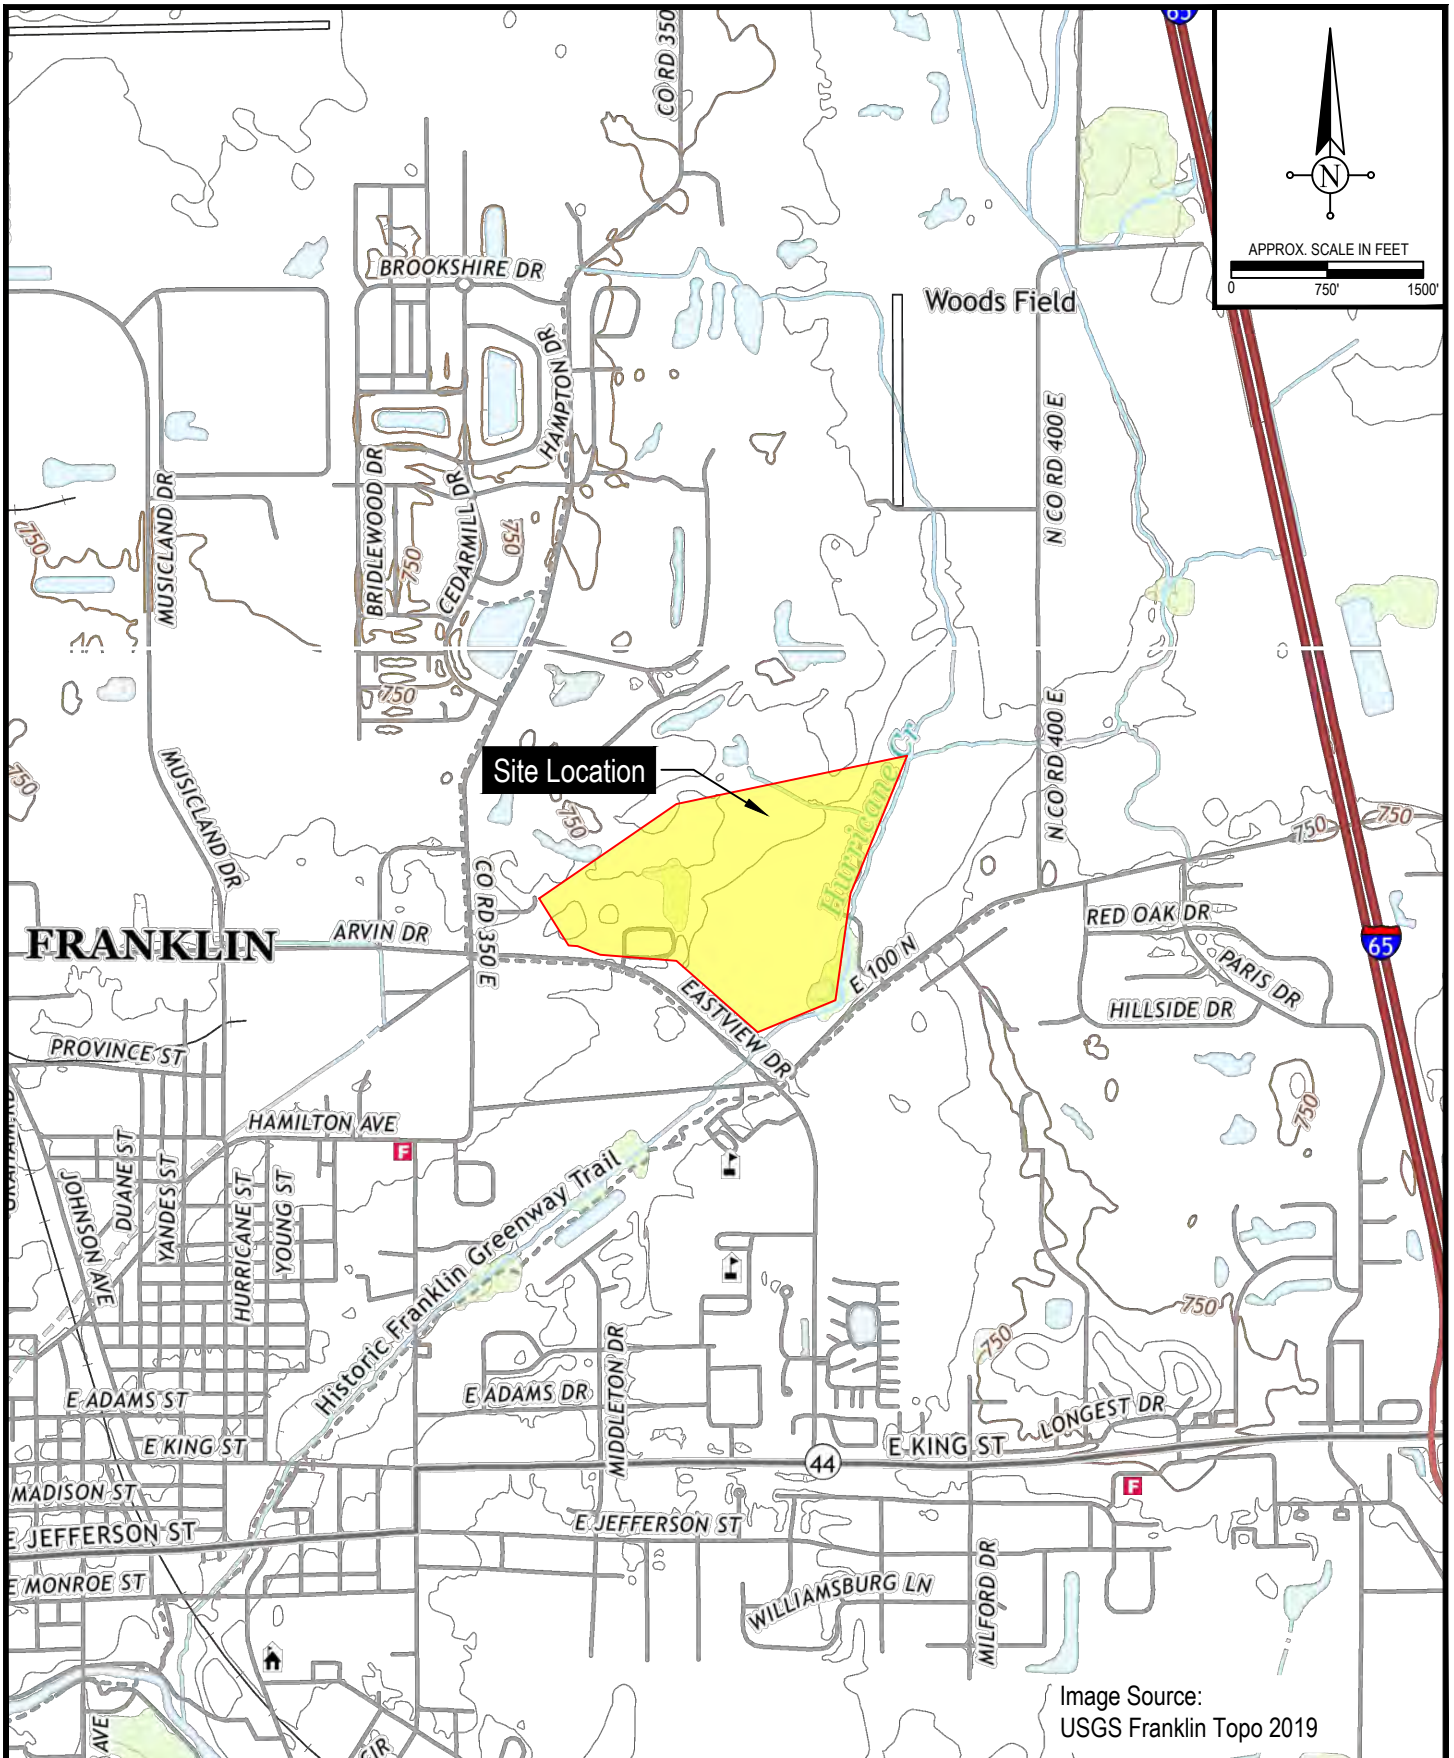 CO RD 350
65
N
APPROX. SCALE IN FEET
0 750' 1500'
BROOKSHIRE DR
Woods Field
HAMPTON DR
N CO RD 400 E
MUSICLAND DR
BRIDLEWOOD DR
CEDARMILL DR
750
750
750
750
750
Site Location
MUSICLAND DR
N CO RD 400 E
Hurricane Cr
750
750
750
CO RD 350 E
FRANKLIN
ARVIN DR
RED OAK DR
65
E 100 N
PARIS DR
EASTVIEW DR
HILLSIDE DR
PROVINCE ST
HAMILTON AVE
F
750
JOHNSON AVE
DUANE ST
YANDES ST
HURRICANE ST
YOUNG ST
Historic Franklin Greenway Trail
750
750
E ADAMS ST
E ADAMS DR
MIDDLETON DR
LONGEST DR
E KING ST
E KING ST
44
MADISON ST
F
E JEFFERSON ST
E JEFFERSON ST
E MONROE ST
WILLIAMSBURG LN
MILFORD DR
Image Source:
USGS Franklin Topo 2019
AVE
CIR